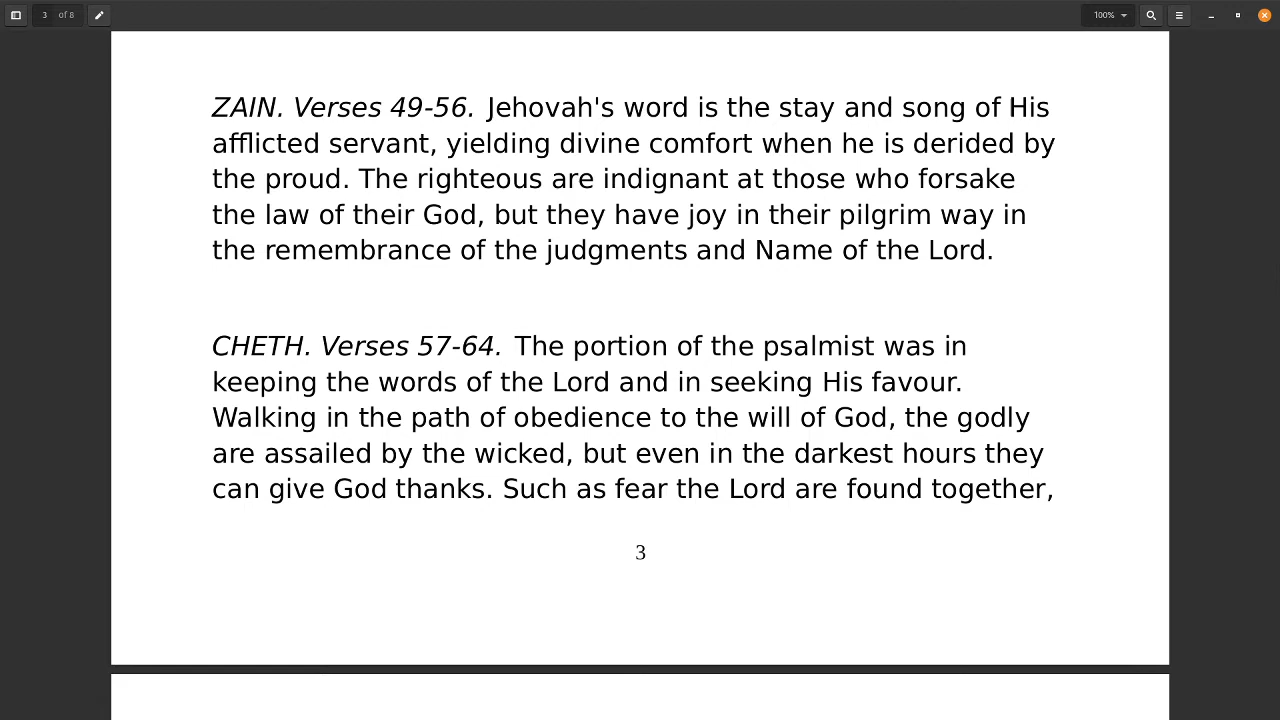 3 of 8
100%
ZAIN. Verses 49-56. Jehovah's word is the stay and song of His
afflicted servant, yielding divine comfort when he is derided by
the proud. The righteous are indignant at those who forsake
the law of their God, but they have joy in their pilgrim way in
the remembrance of the judgments and Name of the Lord.
CHETH. Verses 57-64. The portion of the psalmist was in
keeping the words of the Lord and in seeking His favour.
Walking in the path of obedience to the will of God, the godly
are assailed by the wicked, but even in the darkest hours they
can give God thanks. Such as fear the Lord are found together,
3